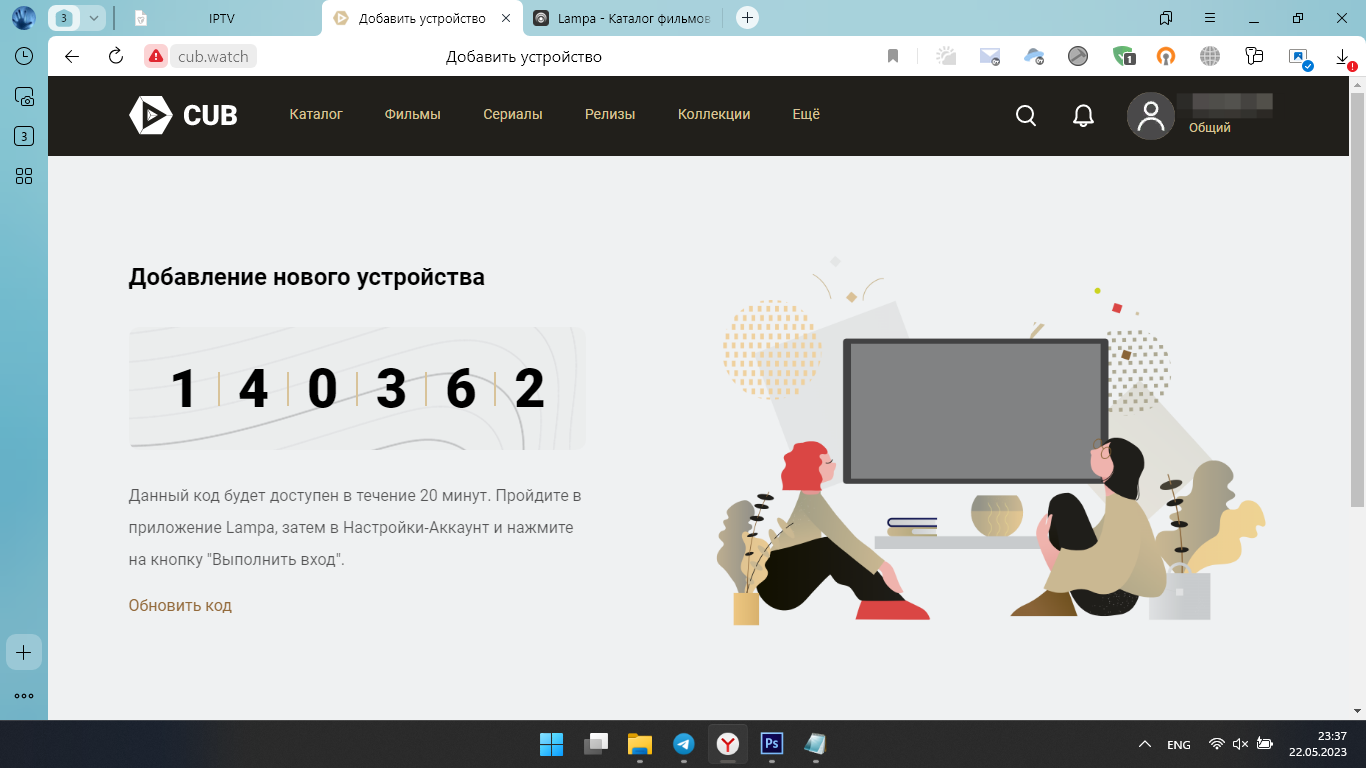 3
IPTV
Добавить устройство
Lampa - Каталог фильмов
cub.watch
Добавить устройство
1
3
CUB
Каталог
Фильмы
Сериалы
Релизы
Коллекции
Ещё
Общий
Добавление нового устройства
1 4 0 3 6 2
Данный код будет доступен в течение 20 минут. Пройдите в
приложение Lampa, затем в Настройки-Аккаунт и нажмите
на кнопку "Выполнить вход".
Обновить код
Ps
ENG
23:37
22.05.2023